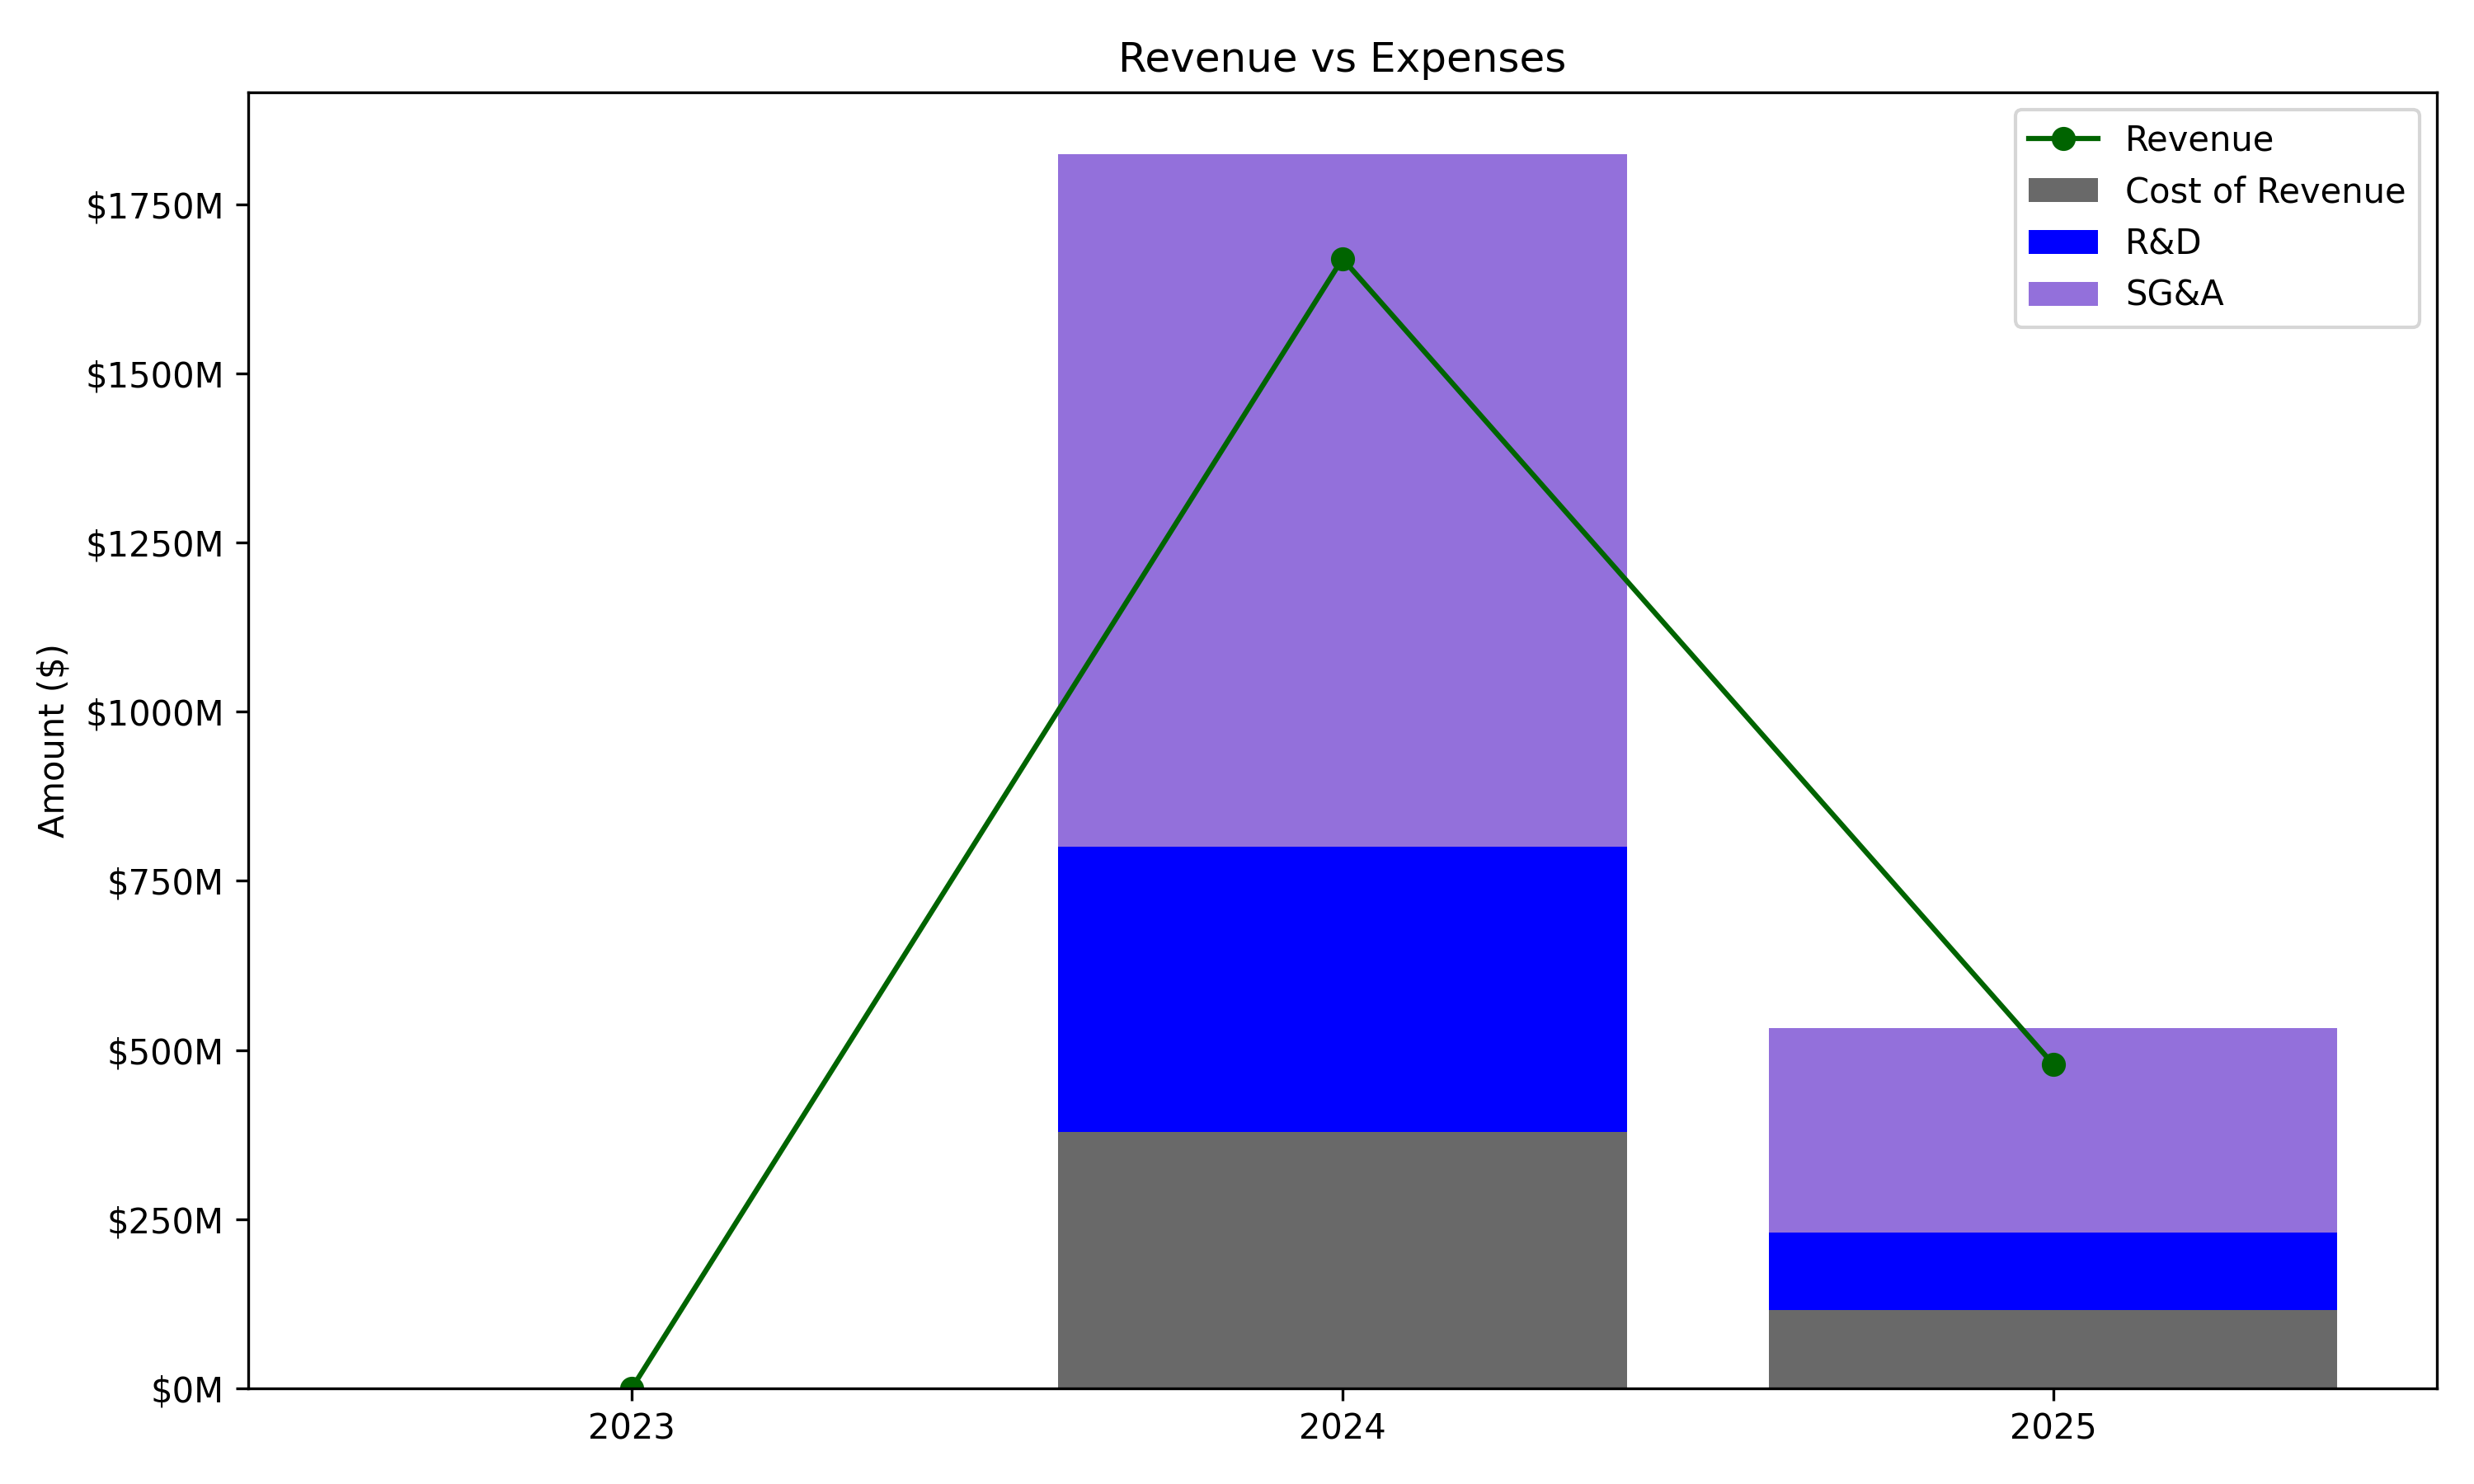 Revenue vs Expenses
Revenue
Cost of Revenue
R&D
SG&A
Amount ($)
$1750M
$1500M
$1250M
$1000M
$750M
$500M
$250M
$0M
2023
2024
2025